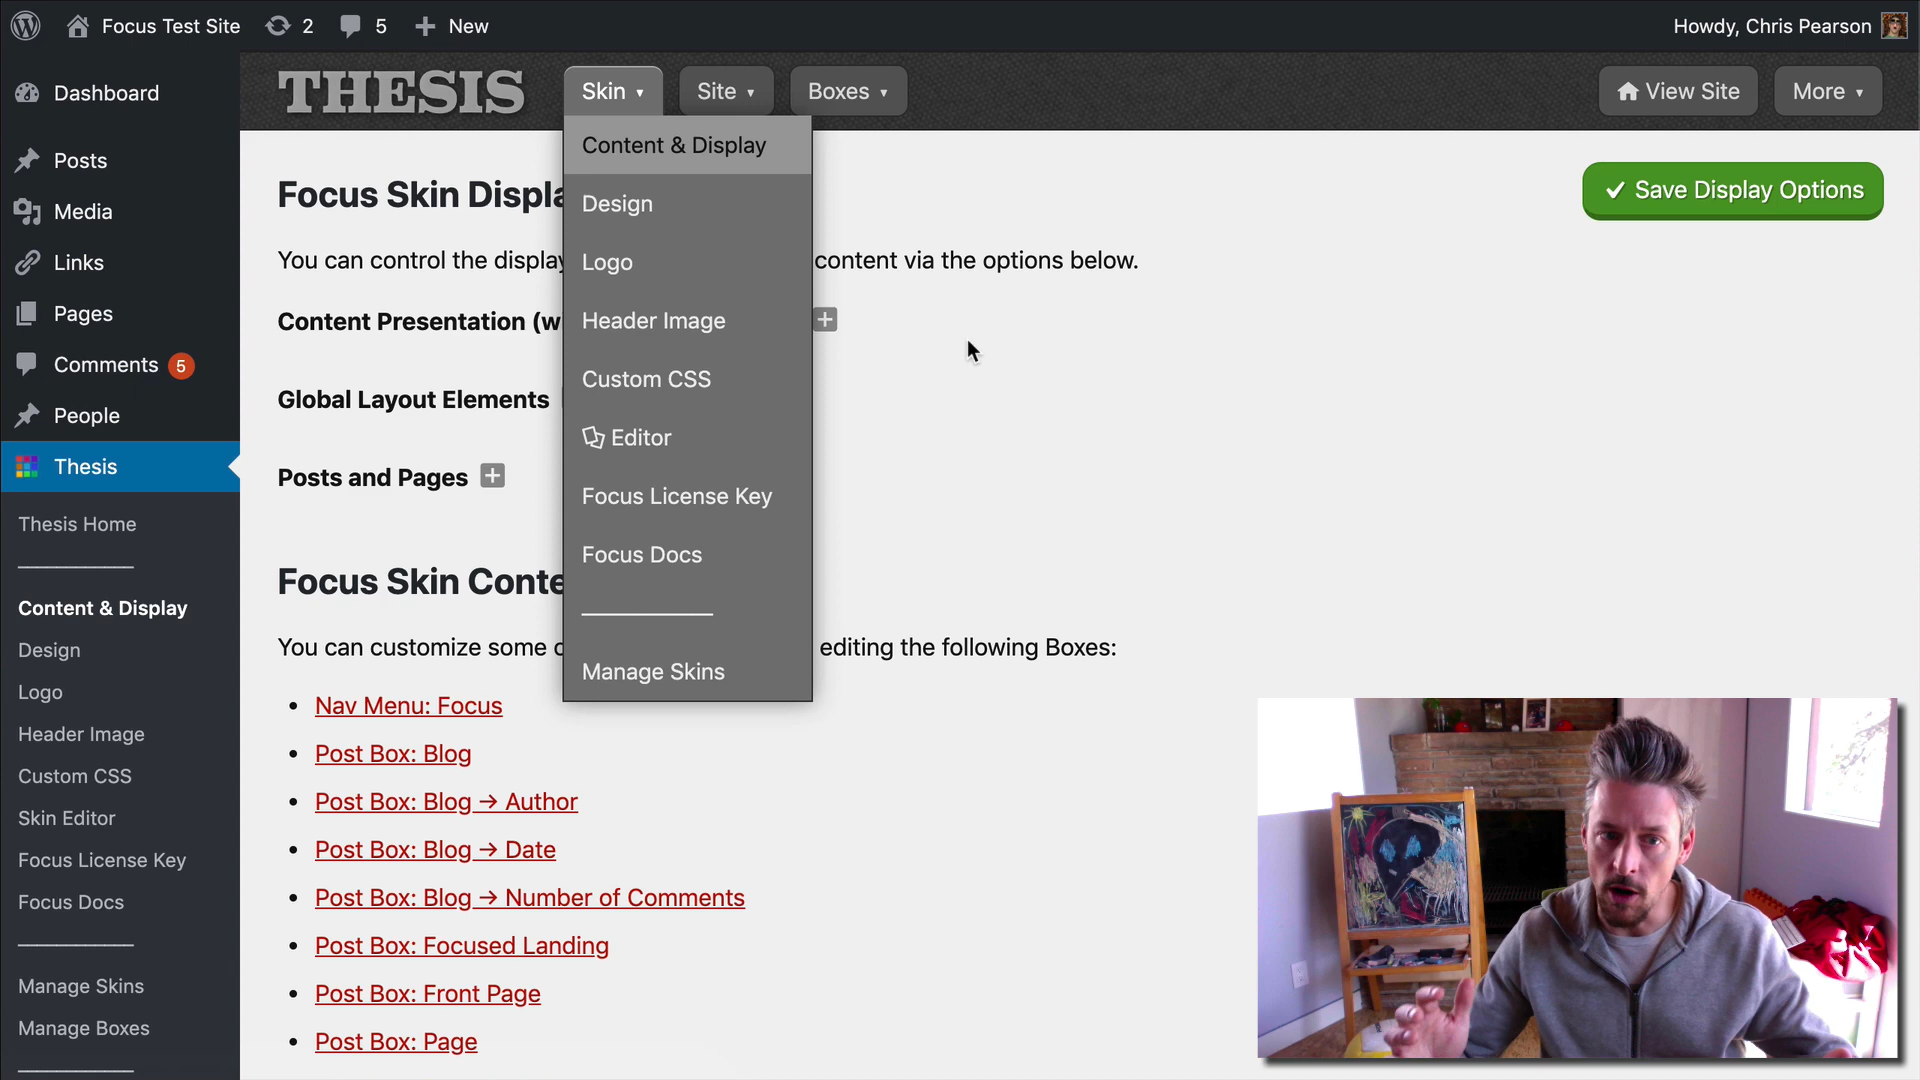 Focus Test Site 2 5 New Howdy, Chris Pearson
THESIS Skin Site Boxes View Site More
Dashboard
Posts
Media
Links
Pages
Comments 5
People
Thesis
Thesis Home
Content & Display
Design
Logo
Header Image
Custom CSS
Skin Editor
Focus License Key
Focus Docs
Manage Skins
Manage Boxes
Content & Display
Design
Logo
Header Image
Custom CSS
Editor
Focus License Key
Focus Docs
Manage Skins
Focus Skin Displa
Save Display Options
You can control the display content via the options below.
Content Presentation (w
Global Layout Elements
Posts and Pages
Focus Skin Conte
You can customize some editing the following Boxes:
Nav Menu: Focus
Post Box: Blog
Post Box: Blog → Author
Post Box: Blog → Date
Post Box: Blog → Number of Comments
Post Box: Focused Landing
Post Box: Front Page
Post Box: Page